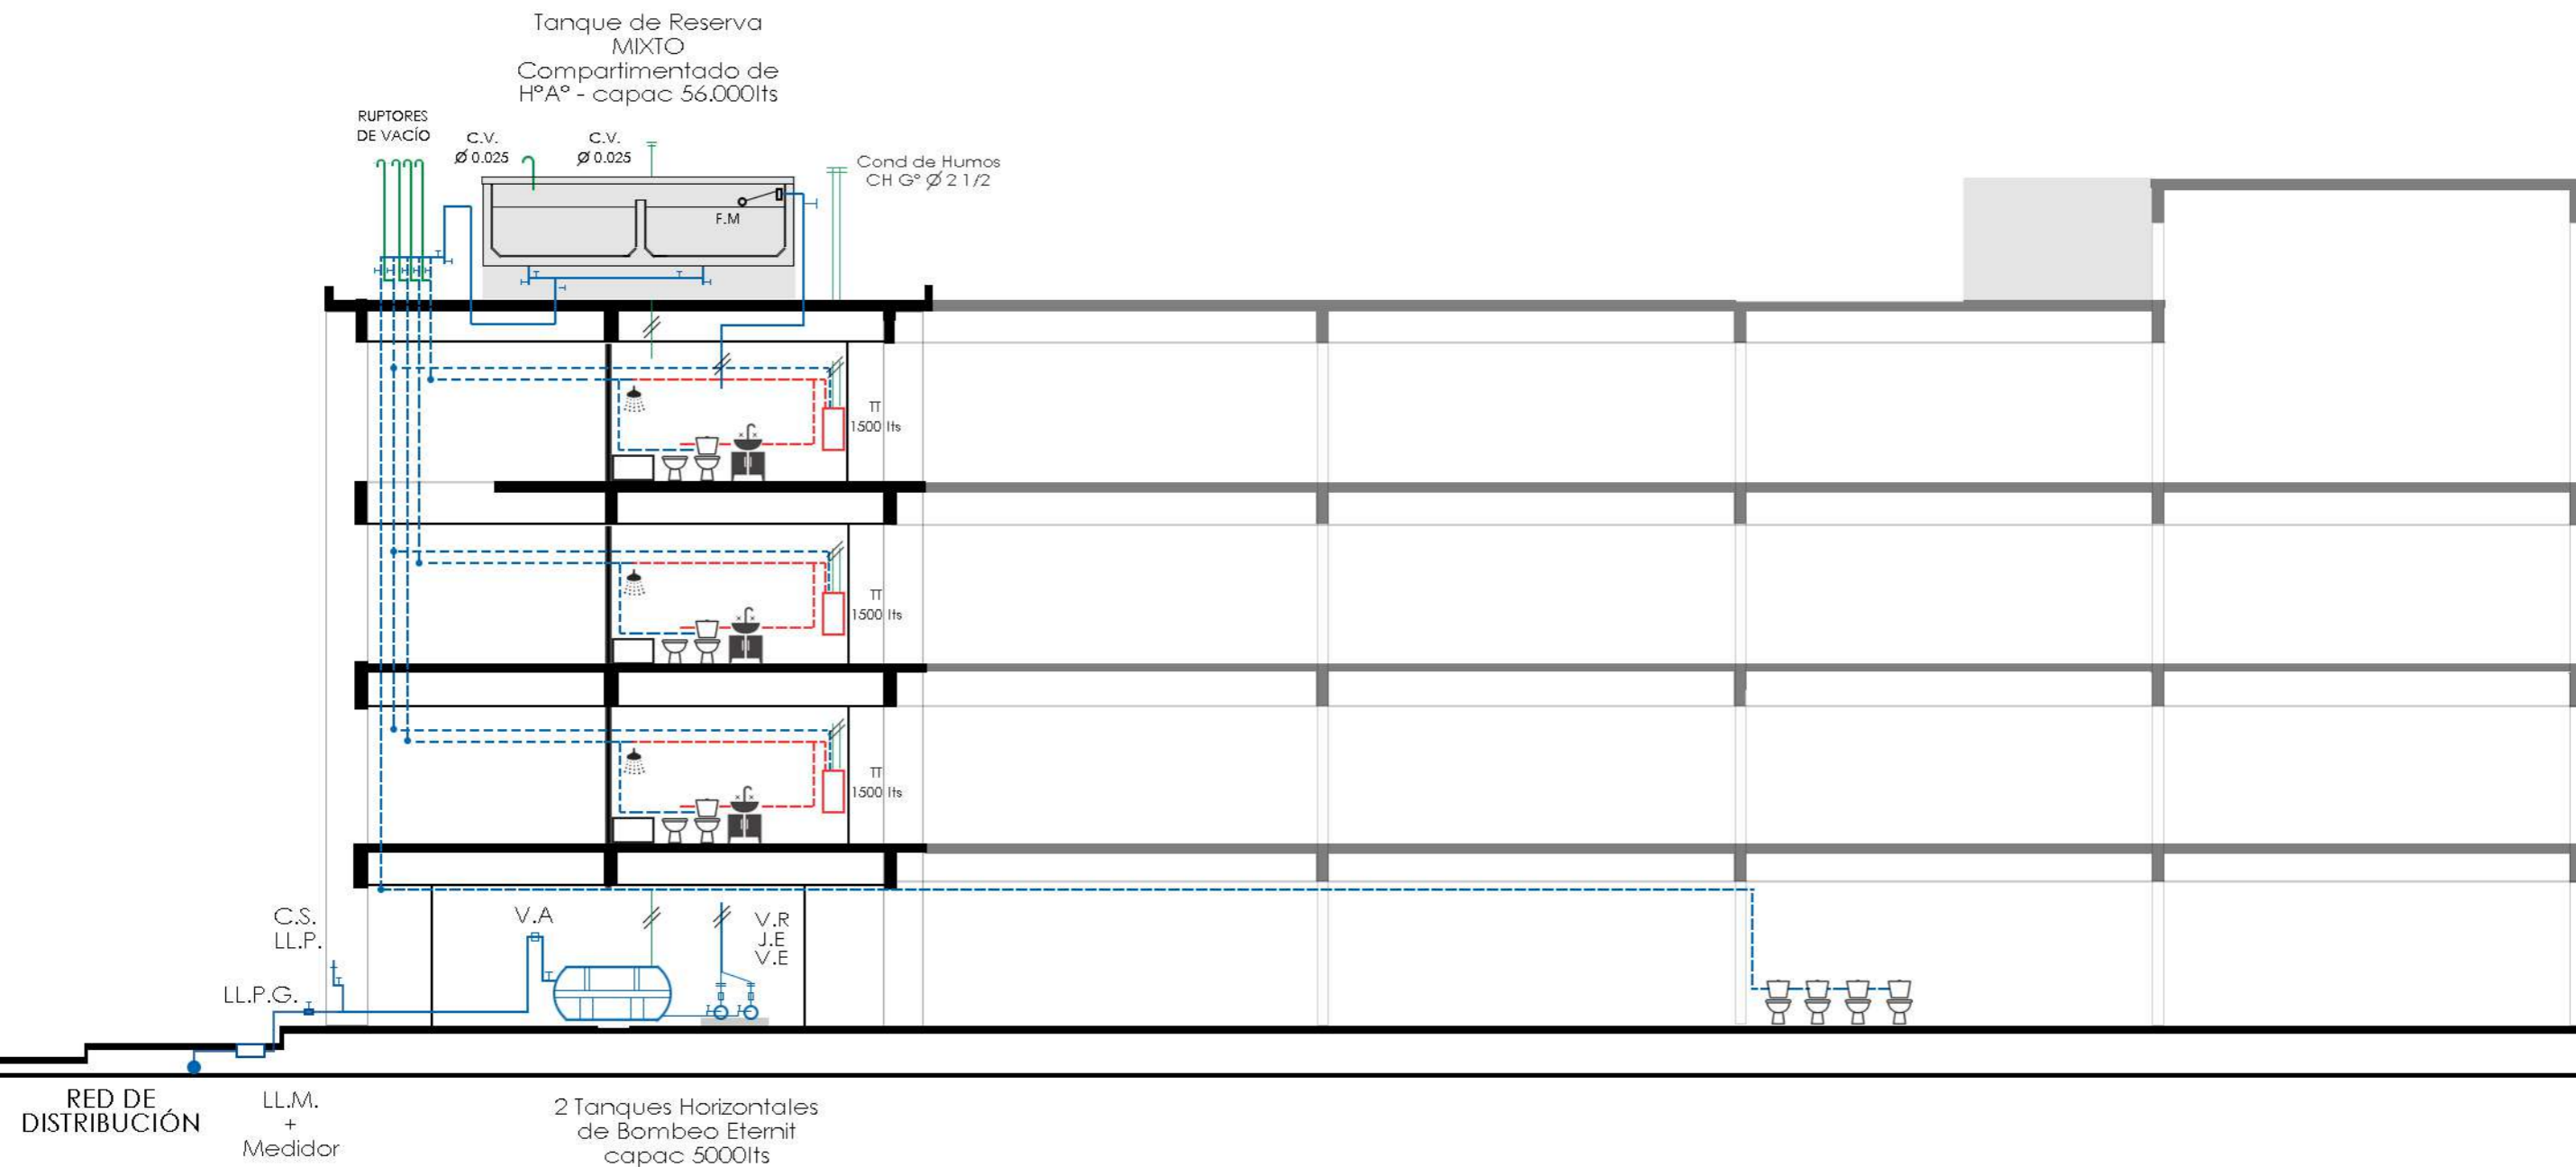 Tanque de Reserva
MIXTO
Compartimentado de
H°A° - capac 56.000lts
RUPTORES
DE VACÍO
C.V.
Ø 0.025
C.V.
Ø 0.025
Cond de Humos
CH G° Ø 2 1/2
F.M
TT
1500 lts
TT
1500 lts
TT
1500 lts
C.S.
LL.P.
V.A
V.R
J.E
V.E
LL.P.G.
RED DE
DISTRIBUCIÓN
LL.M.
+
Medidor
2 Tanques Horizontales
de Bombeo Eternit
capac 5000lts